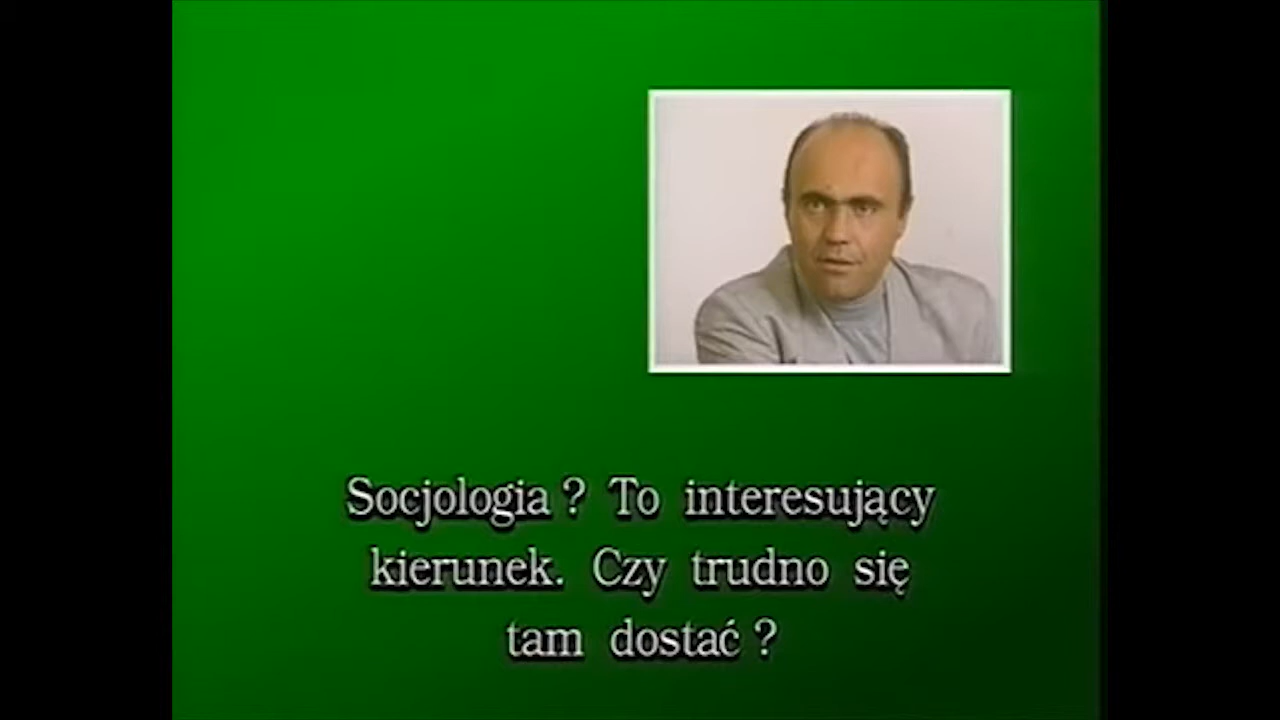 Socjologia ? To interesujący
kierunek. Czy trudno się
tam dostać ?